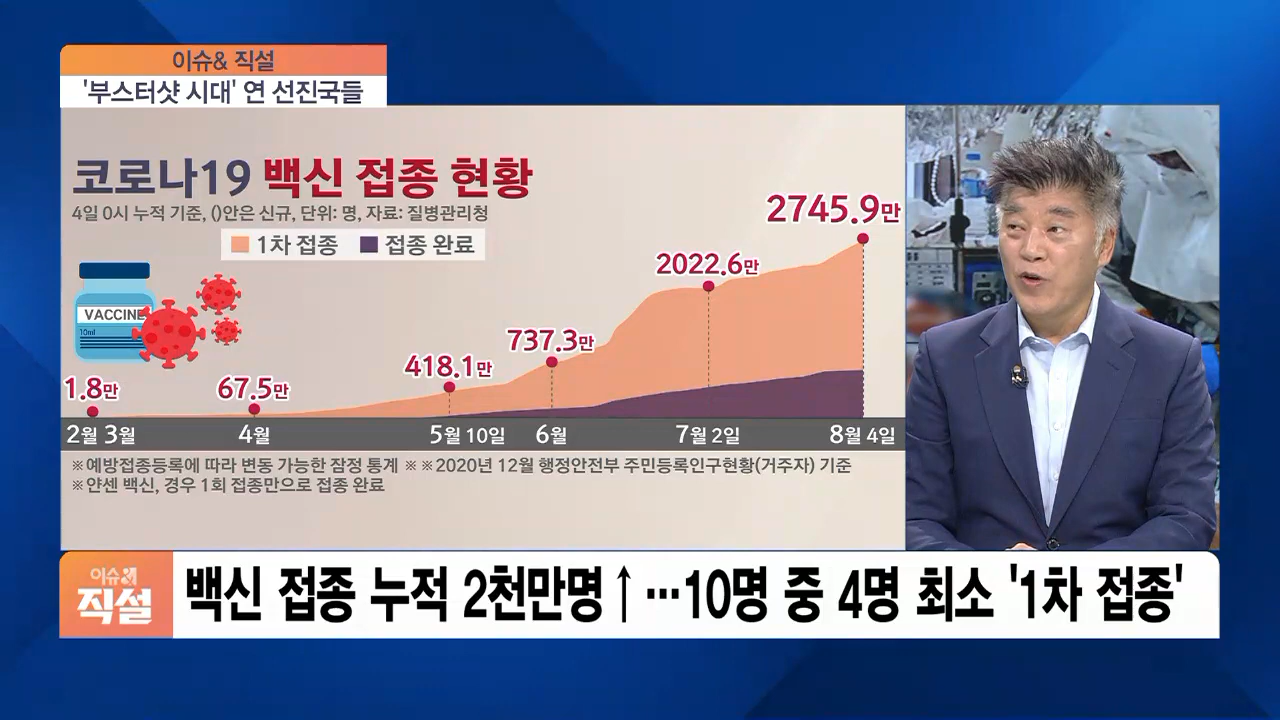 이슈& 직설
'부스터샷 시대' 연 선진국들
코로나19 백신 접종 현황
4일 0시 누적 기준, ()안은 신규, 단위: 명, 자료: 질병관리청
1차 접종 접종 완료
VACCINE
10ml
1.8만
67.5만
418.1만
737.3만
2022.6만
2745.9만
2월 3월 4월 5월 10일 6월 7월 2일 8월 4일
※예방접종등록에 따라 변동 가능한 잠정 통계 ※ ※2020년 12월 행정안전부 주민등록인구현황(거주자) 기준
※얀센 백신, 경우 1회 접종만으로 접종 완료
이슈&
직설
백신 접종 누적 2천만명↑…10명 중 4명 최소 '1차 접종'